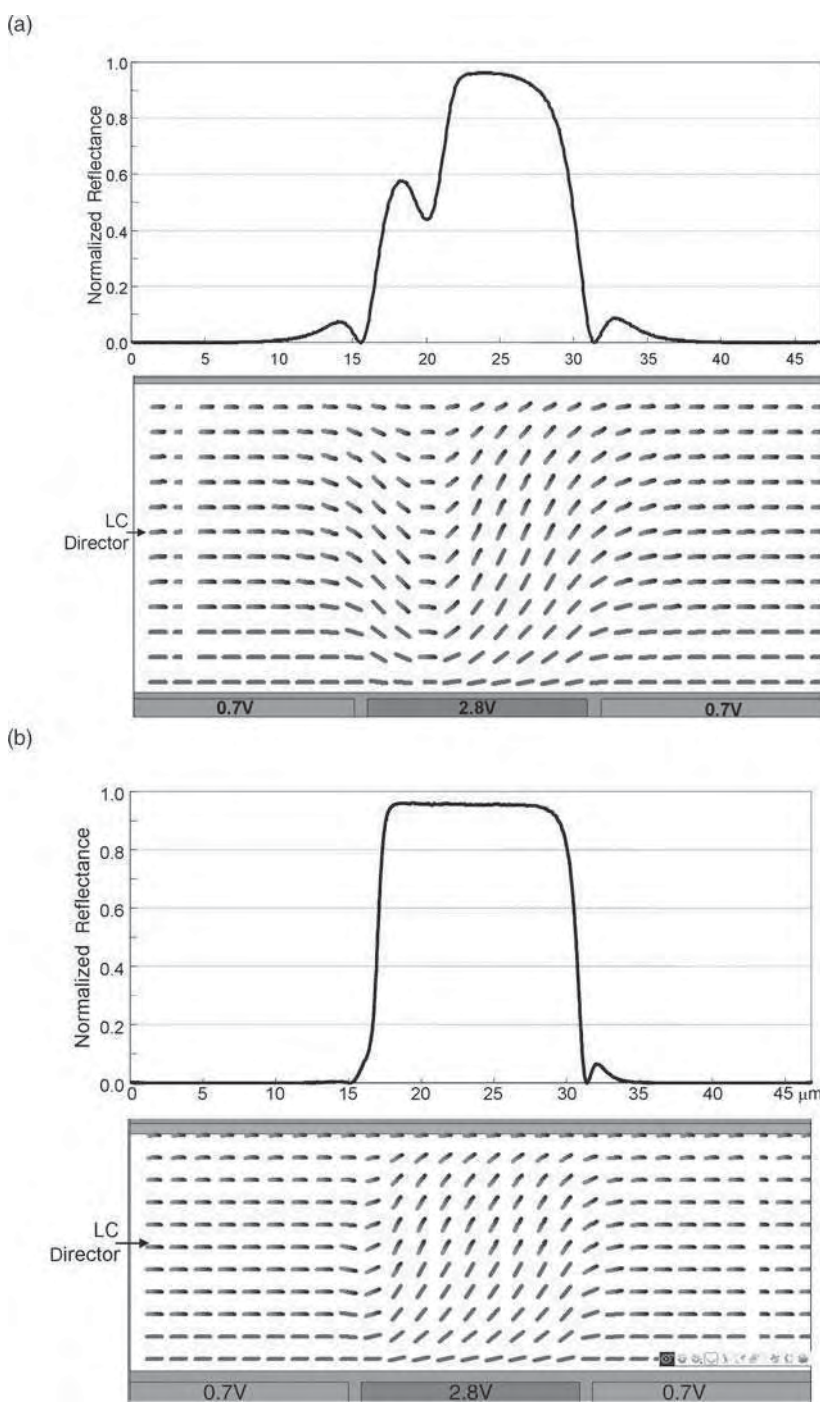 (a)
Normalized Reflectance
1.0
0.8
0.6
0.4
0.2
0.0
0 5 10 15 20 25 30 35 40 45
LC
Director
0.7V 2.8V 0.7V
(b)
Normalized Reflectance
1.0
0.8
0.6
0.4
0.2
0.0
0 5 10 15 20 25 30 35 40 45 μm
LC
Director
0.7V 2.8V 0.7V